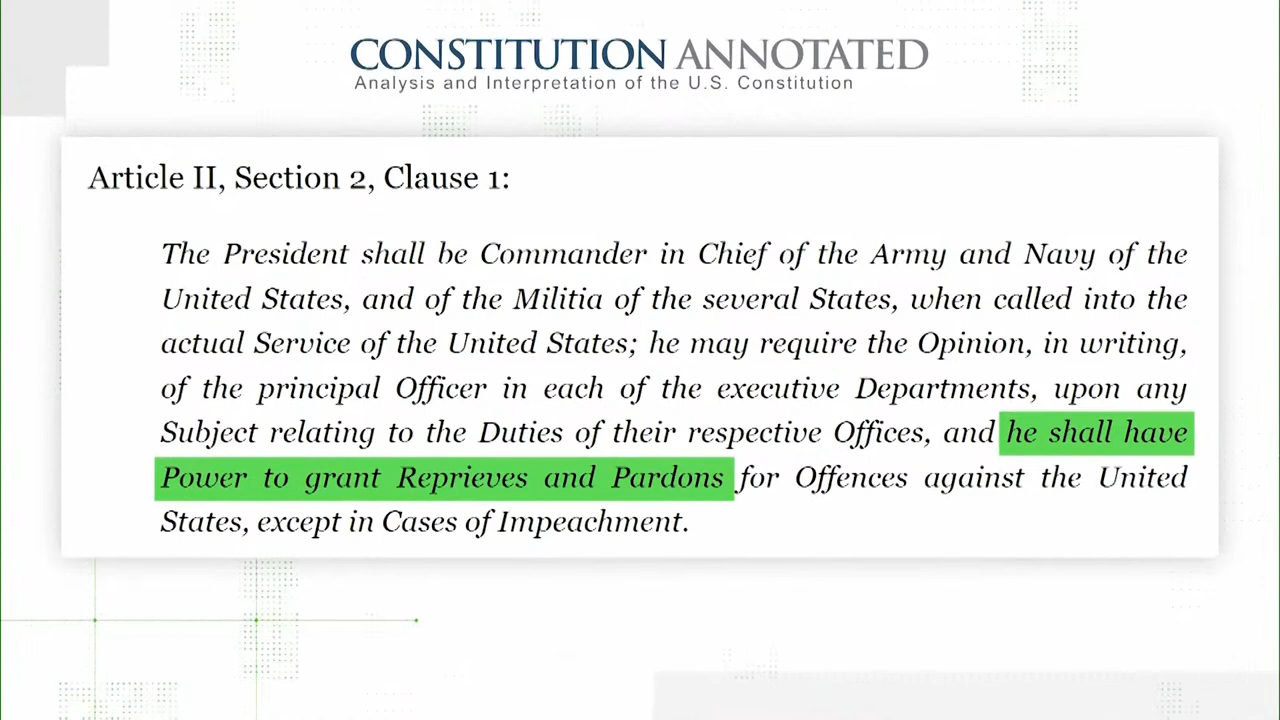 CONSTITUTION ANNOTATED
Analysis and Interpretation of the U.S. Constitution
Article II, Section 2, Clause 1:
The President shall be Commander in Chief of the Army and Navy of the
United States, and of the Militia of the several States, when called into the
actual Service of the United States; he may require the Opinion, in writing,
of the principal Officer in each of the executive Departments, upon any
Subject relating to the Duties of their respective Offices, and he shall have
Power to grant Reprieves and Pardons for Offences against the United
States, except in Cases of Impeachment.